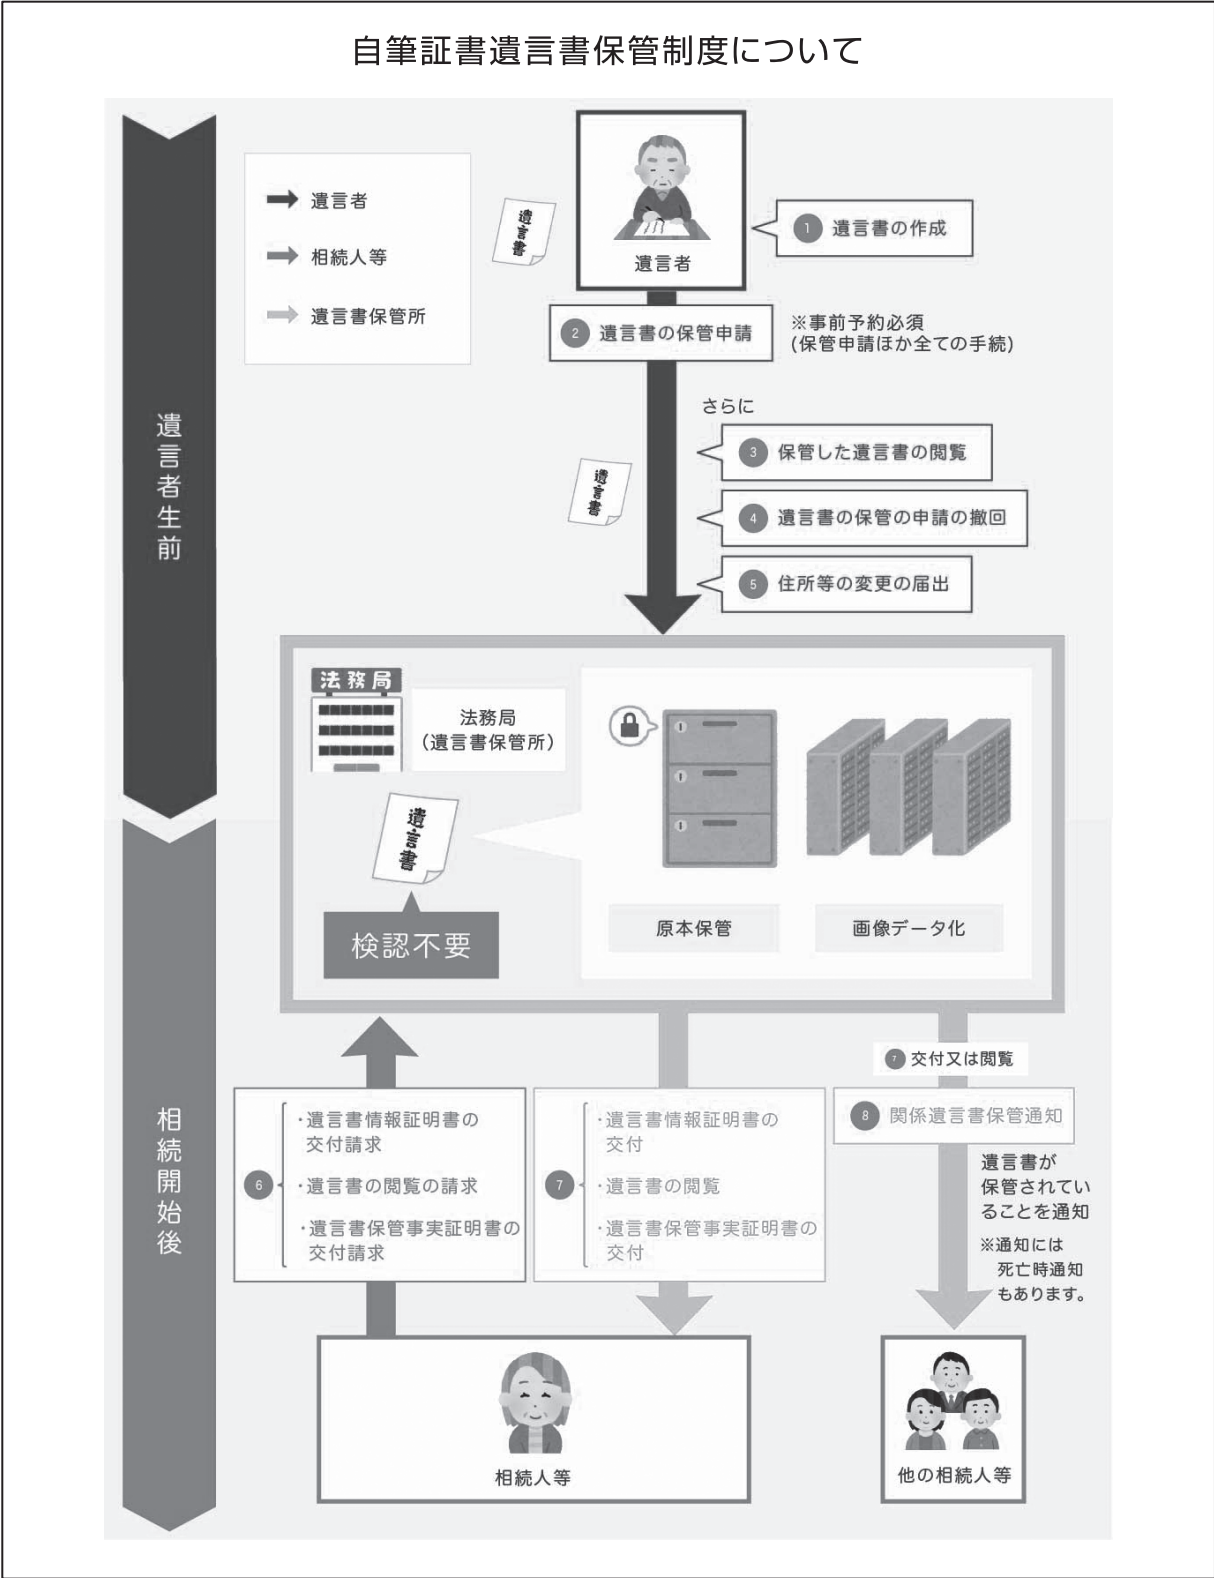 自筆証書遺言書保管制度について
遺言者
相続人等
遺言書保管所
遺言書
遺言者
1 遺言書の作成
2 遺言書の保管申請
※事前予約必須
(保管申請ほか全ての手続)
さらに
遺言書
3 保管した遺言書の閲覧
4 遺言書の保管の申請の撤回
5 住所等の変更の届出
遺言者生前
法務局
法務局
(遺言書保管所)
遺言書
検認不要
原本保管
画像データ化
相続開始後
7 交付又は閲覧
6
・遺言書情報証明書の
交付請求
・遺言書の閲覧の請求
・遺言書保管事実証明書の
交付請求
7
・遺言書情報証明書の
交付
・遺言書の閲覧
・遺言書保管事実証明書の
交付
8 関係遺言書保管通知
遺言書が
保管されてい
ることを通知
※通知には
死亡時通知
もあります。
相続人等
他の相続人等